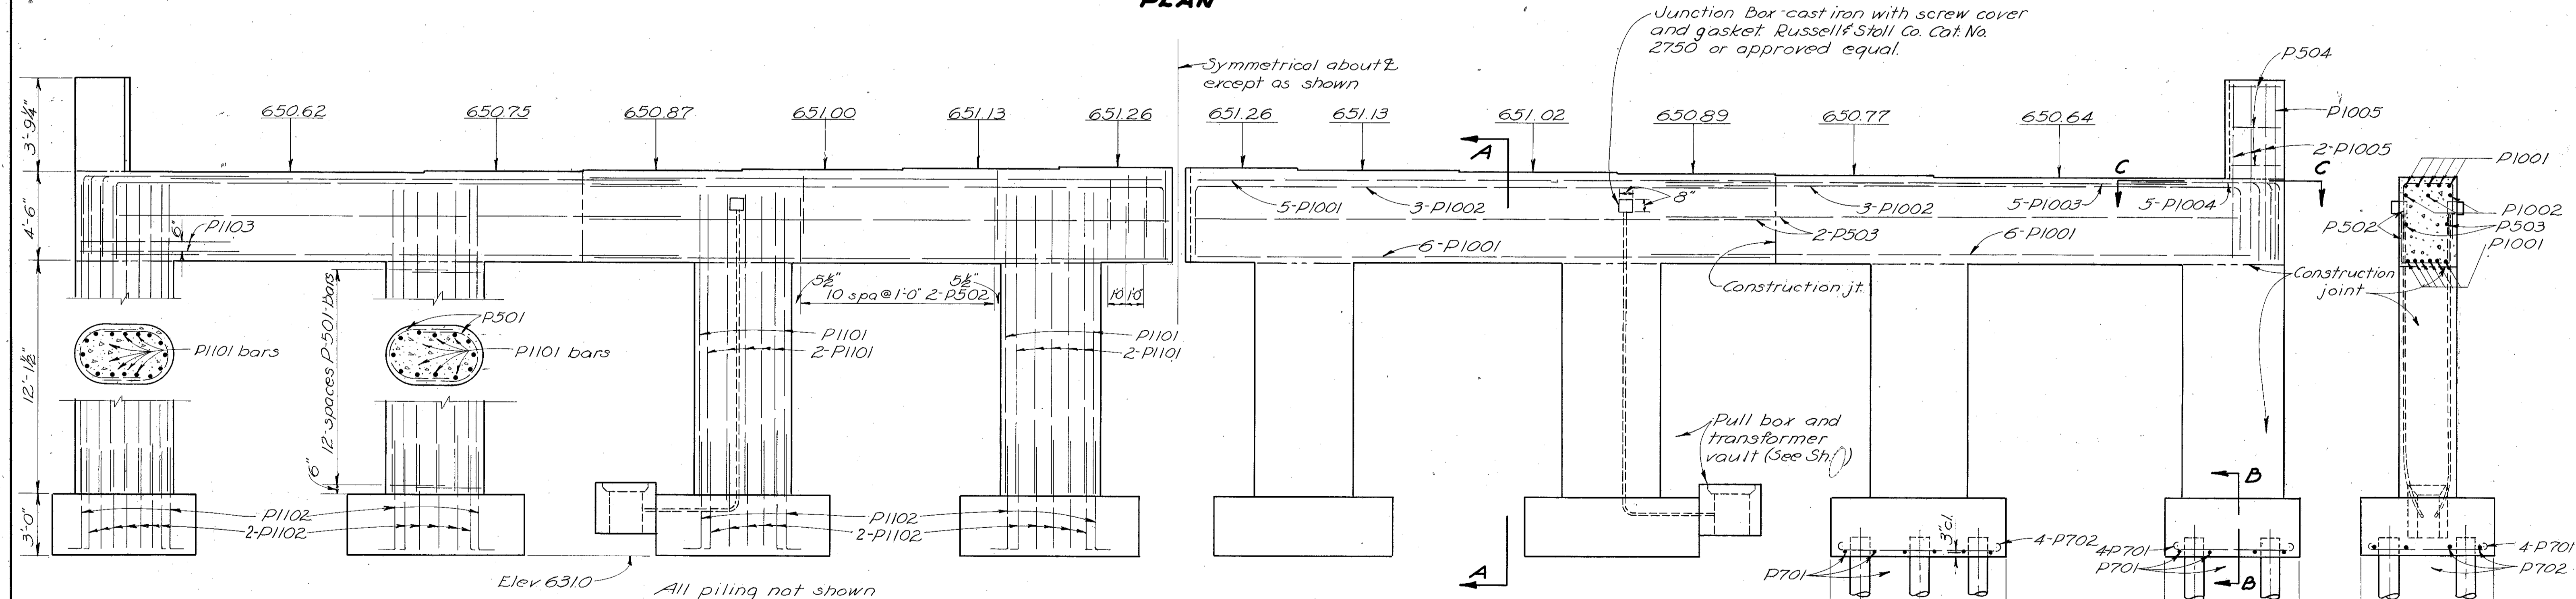 PLAN
Junction Box-cast iron with screw cover
and gasket. Russell & Stoll Co. Cat. No.
2750 or approved equal.
Symmetrical about ℄
except as shown
3'-9¼"
650.62
650.75
650.87
651.00
651.13
651.26
651.26
651.13
651.02
650.89
650.77
650.64
P504
P1005
2-P1005
P1001
A
C
C
4'-6"
6"
P1103
5-P1001
3-P1002
8"
3-P1002
5-P1003
5-P1004
2-P503
6-P1001
6-P1001
P502
P1002
P503
P1001
Construction
joint
Construction jt.
5½"
5½"
10 spa @ 1'-0" 2-P502
1'0"
1'0"
12'-1½"
12-spaces P-501-bars
6"
P501
P1101 bars
P1101 bars
P1101
2-P1101
P1101
2-P1101
Pull box and
transformer
vault (See Sh. )
3'-0"
P1102
2-P1102
P1102
2-P1102
B
B
3"cl.
4-P702
P701
4-P701
P701
4-P701
P702
Elev 631.0
All piling not shown
A